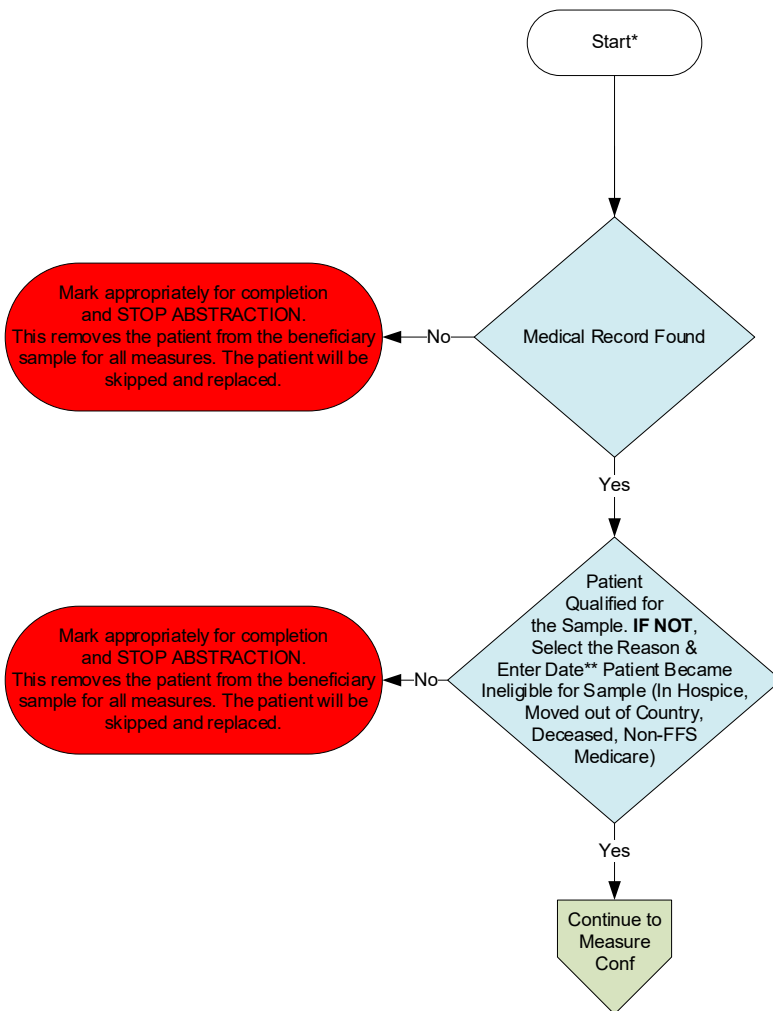 Start*
Medical Record Found
No
Mark appropriately for completion
and STOP ABSTRACTION.
This removes the patient from the beneficiary
sample for all measures. The patient will be
skipped and replaced.
Yes
Patient
Qualified for
the Sample. IF NOT,
Select the Reason &
Enter Date** Patient Became
Ineligible for Sample (In Hospice,
Moved out of Country,
Deceased, Non-FFS
Medicare)
No
Mark appropriately for completion
and STOP ABSTRACTION.
This removes the patient from the beneficiary
sample for all measures. The patient will be
skipped and replaced.
Yes
Continue to
Measure
Conf